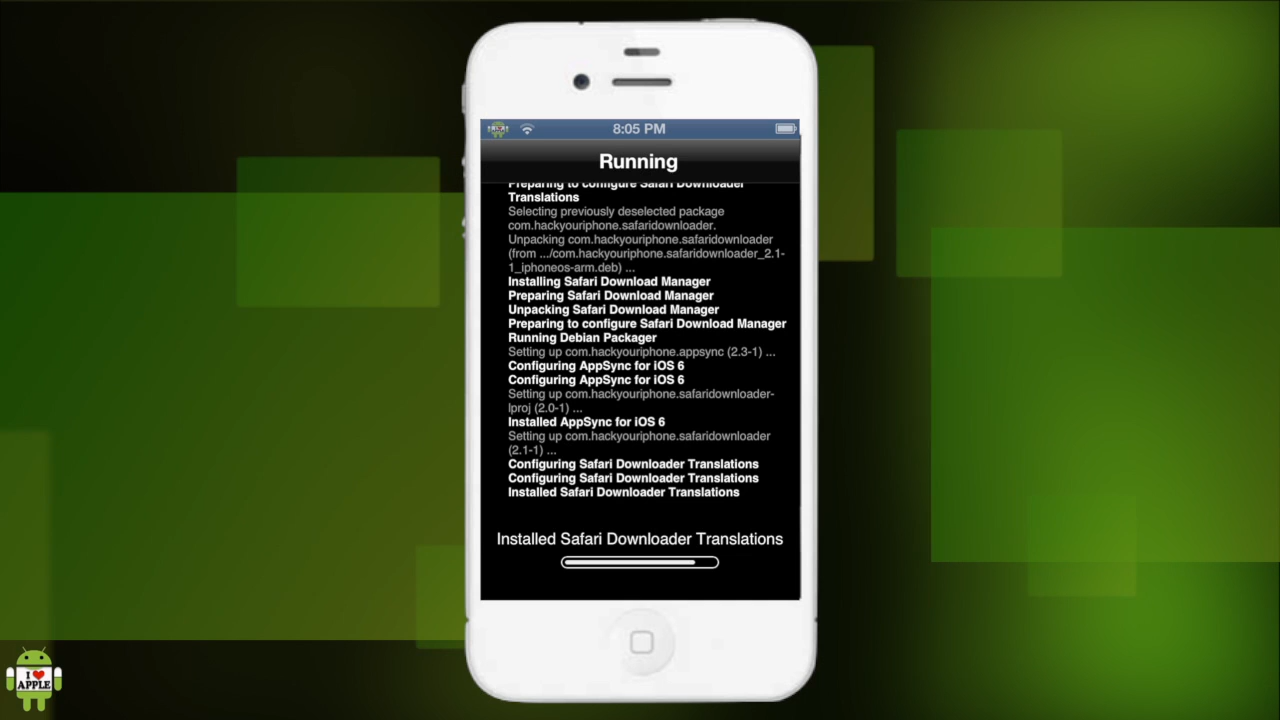 8:05 PM
Running
Preparing to configure Safari Downloader
Translations
Selecting previously deselected package
com.hackyouriphone.safaridownloader.
Unpacking com.hackyouriphone.safaridownloader
(from .../com.hackyouriphone.safaridownloader_2.1-
1_iphoneos-arm.deb) ...
Installing Safari Download Manager
Preparing Safari Download Manager
Unpacking Safari Download Manager
Preparing to configure Safari Download Manager
Running Debian Packager
Setting up com.hackyouriphone.appsync (2.3-1) ...
Configuring AppSync for iOS 6
Configuring AppSync for iOS 6
Setting up com.hackyouriphone.safaridownloader-
lproj (2.0-1) ...
Installed AppSync for iOS 6
Setting up com.hackyouriphone.safaridownloader
(2.1-1) ...
Configuring Safari Downloader Translations
Configuring Safari Downloader Translations
Installed Safari Downloader Translations
Installed Safari Downloader Translations
I
APPLE